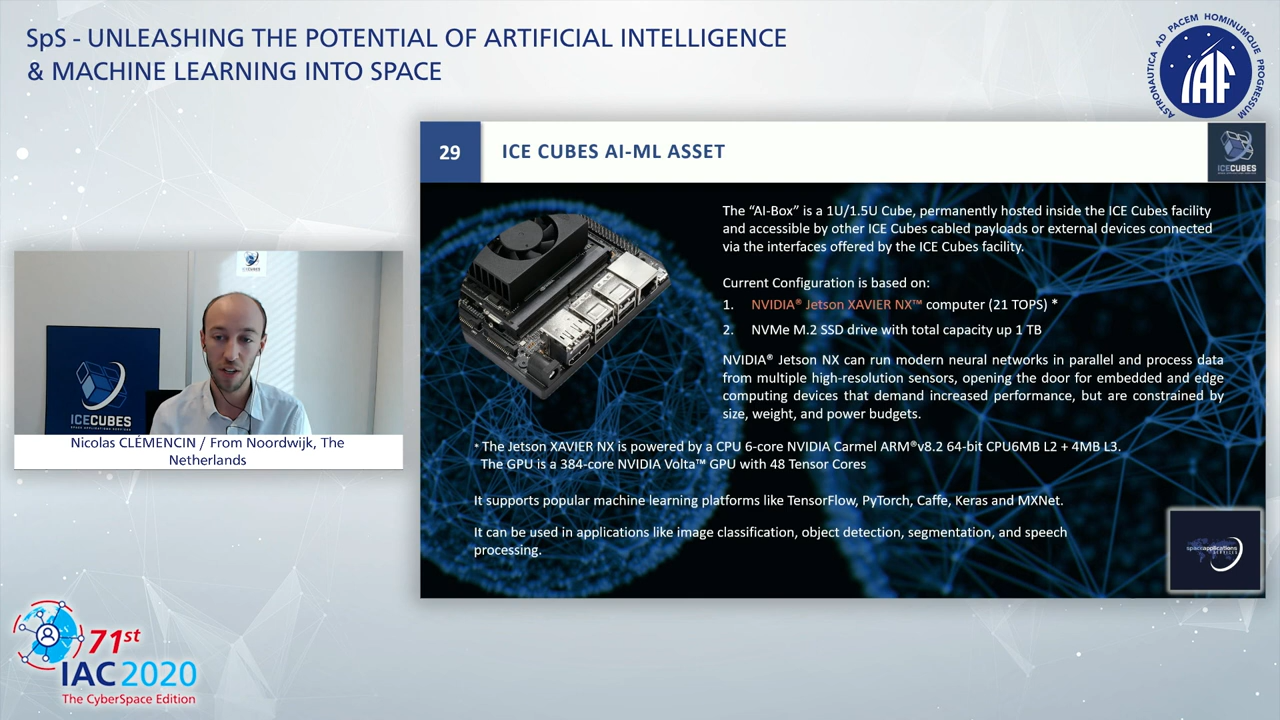 SpS - UNLEASHING THE POTENTIAL OF ARTIFICIAL INTELLIGENCE
& MACHINE LEARNING INTO SPACE
ASTRONAUTICA AD PACEM HOMINUMQUE PROGRESSUM
IAF
29
ICE CUBES AI-ML ASSET
ICECUBES
The “AI-Box” is a 1U/1.5U Cube, permanently hosted inside the ICE Cubes facility
and accessible by other ICE Cubes cabled payloads or external devices connected
via the interfaces offered by the ICE Cubes facility.
Current Configuration is based on:
1. NVIDIA® Jetson XAVIER NX™ computer (21 TOPS) *
2. NVMe M.2 SSD drive with total capacity up 1 TB
NVIDIA® Jetson NX can run modern neural networks in parallel and process data
from multiple high-resolution sensors, opening the door for embedded and edge
computing devices that demand increased performance, but are constrained by
size, weight, and power budgets.
* The Jetson XAVIER NX is powered by a CPU 6-core NVIDIA Carmel ARM®v8.2 64-bit CPU6MB L2 + 4MB L3.
The GPU is a 384-core NVIDIA Volta™ GPU with 48 Tensor Cores
It supports popular machine learning platforms like TensorFlow, PyTorch, Caffe, Keras and MXNet.
It can be used in applications like image classification, object detection, segmentation, and speech
processing.
spaceapplications
SERVICES
ICECUBES
Nicolas CLÉMENCIN / From Noordwijk, The
Netherlands
71st
IAC 2020
The CyberSpace Edition